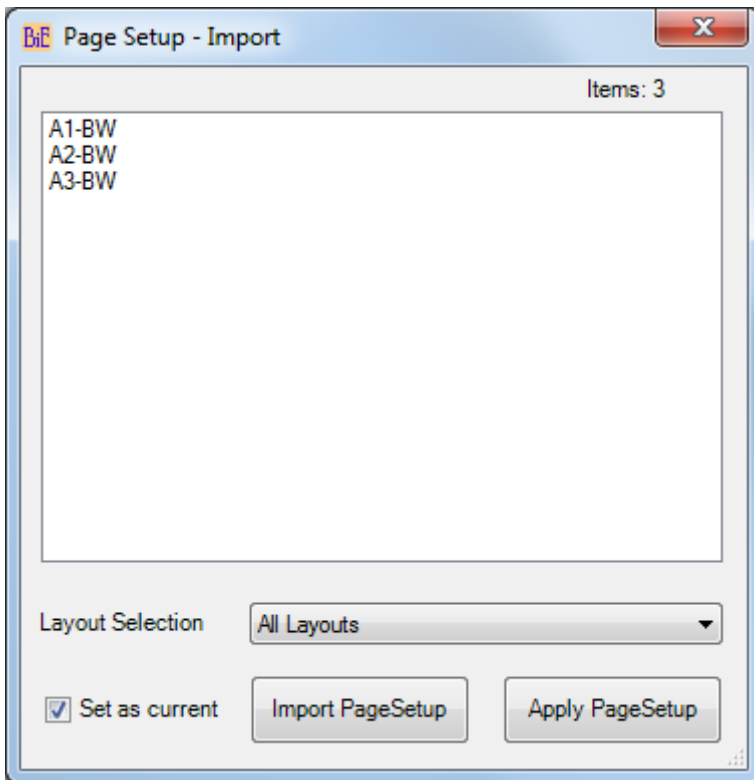 BiE Page Setup - Import
Items: 3
A1-BW
A2-BW
A3-BW
Layout Selection All Layouts
Set as current Import PageSetup Apply PageSetup